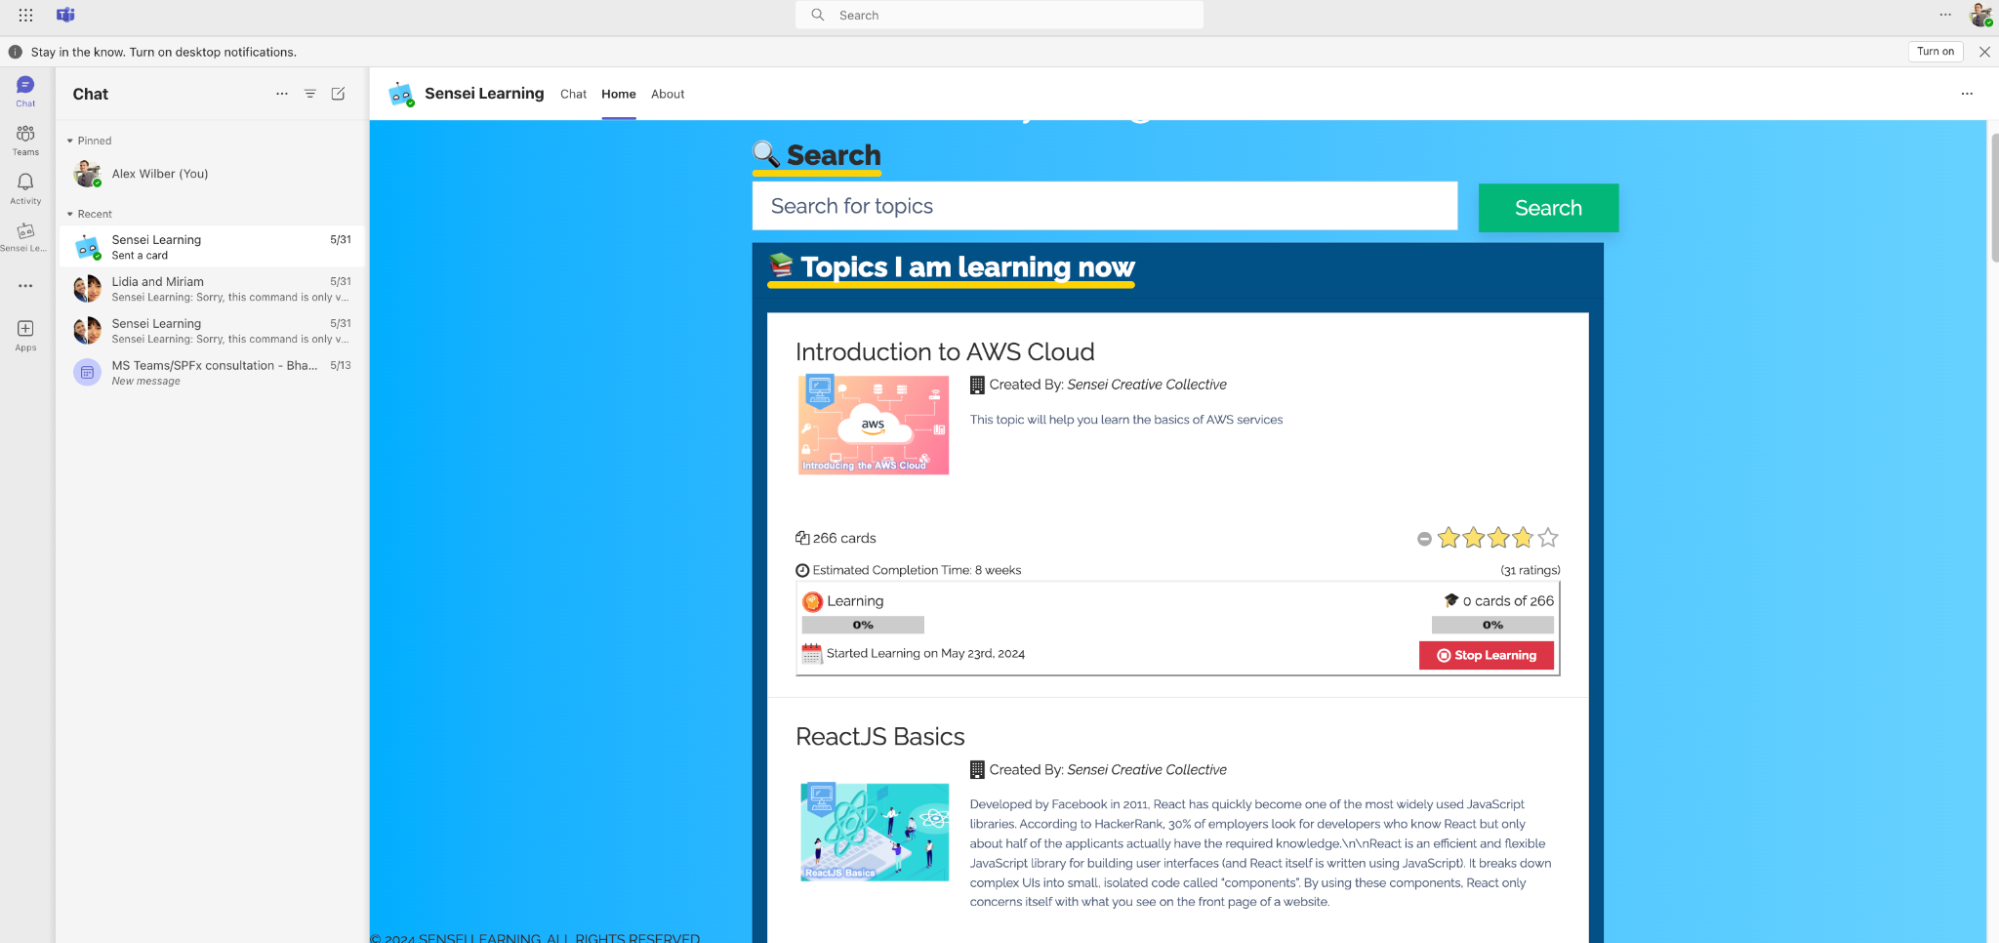 Search
Stay in the know. Turn on desktop notifications.
Turn on
Chat
Teams
Activity
Sensei Le...
Apps
Chat
Pinned
Alex Wilber (You)
Recent
Sensei Learning 5/31
Sent a card
Lidia and Miriam 5/31
Sensei Learning: Sorry, this command is only v...
Sensei Learning 5/31
Sensei Learning: Sorry, this command is only v...
MS Teams/SPFx consultation - Bha... 5/13
New message
Sensei Learning Chat Home About
Search
Search for topics
Search
Topics I am learning now
Introduction to AWS Cloud
aws
Introducing the AWS Cloud
Created By: Sensei Creative Collective
This topic will help you learn the basics of AWS services
266 cards
Estimated Completion Time: 8 weeks
(31 ratings)
Learning
0 cards of 266
0%
0%
Started Learning on May 23rd, 2024
Stop Learning
ReactJS Basics
ReactJS Basics
Created By: Sensei Creative Collective
Developed by Facebook in 2011, React has quickly become one of the most widely used JavaScript
libraries. According to HackerRank, 30% of employers look for developers who know React but only
about half of the applicants actually have the required knowledge.\n\nReact is an efficient and flexible
JavaScript library for building user interfaces (and React itself is written using JavaScript). It breaks down
complex UIs into small, isolated code called "components". By using these components, React only
concerns itself with what you see on the front page of a website.
© 2024 SENSEI LEARNING. ALL RIGHTS RESERVED